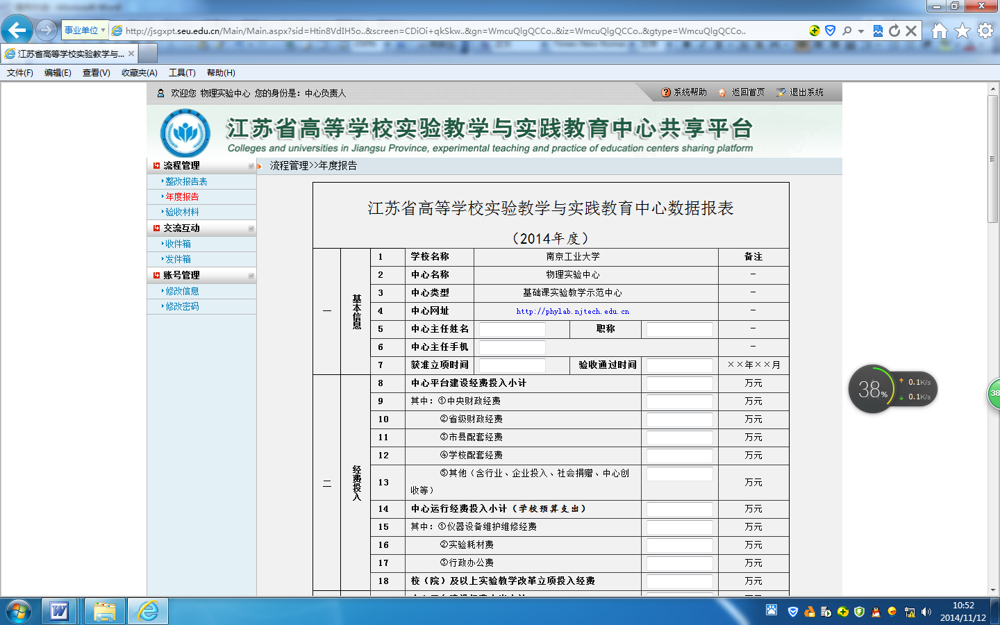 事业单位
http://jsgxpt.seu.edu.cn/Main/Main.aspx?sid=Htin8VdIH5o..&screen=CDiOi+qkSkw..&gn=WmcuQlgQCCo..&iz=WmcuQlgQCCo..&gtype=WmcuQlgQCCo..
江苏省高等学校实验教学与...
文件(F) 编辑(E) 查看(V) 收藏夹(A) 工具(T) 帮助(H)
欢迎您 物理实验中心 您的身份是：中心负责人
系统帮助 返回首页 退出系统
江苏省高等学校实验教学与实践教育中心共享平台
Colleges and universities in Jiangsu Province, experimental teaching and practice of education centers sharing platform
流程管理
整改报告表
年度报告
验收材料
交流互动
收件箱
发件箱
账号管理
修改信息
修改密码
流程管理>>年度报告
江苏省高等学校实验教学与实践教育中心数据报表
（2014年度）
一
基本信息
1 学校名称 南京工业大学 备注
2 中心名称 物理实验中心 －
3 中心类型 基础课实验教学示范中心 －
4 中心网址 http://phylab.njtech.edu.cn －
5 中心主任姓名 职称 －
6 中心主任手机 －
7 获准立项时间 验收通过时间 ××年××月
二
经费投入
8 中心平台建设经费投入小计 万元
9 其中：①中央财政经费 万元
10 ②省级财政经费 万元
11 ③市县配套经费 万元
12 ④学校配套经费 万元
13 ⑤其他（含行业、企业投入、社会捐赠、中心创
收等） 万元
14 中心运行经费投入小计（学校预算支出） 万元
15 其中：①仪器设备维护维修经费 万元
16 ②实验耗材费 万元
17 ③行政办公费 万元
18 校（院）及以上实验教学改革立项投入经费 万元
38%
0.1K/s
0.1K/s
38
10:52
2014/11/12